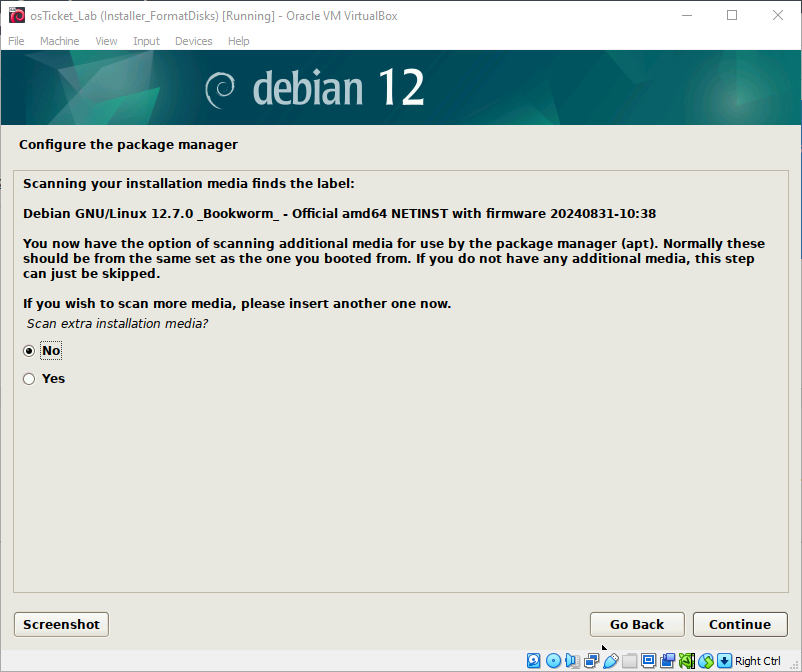 osTicket_Lab (Installer_FormatDisks) [Running] - Oracle VM VirtualBox
File Machine View Input Devices Help
debian 12
Configure the package manager
Scanning your installation media finds the label:
Debian GNU/Linux 12.7.0 _Bookworm_ - Official amd64 NETINST with firmware 20240831-10:38
You now have the option of scanning additional media for use by the package manager (apt). Normally these
should be from the same set as the one you booted from. If you do not have any additional media, this step
can just be skipped.
If you wish to scan more media, please insert another one now.
Scan extra installation media?
No
Yes
Screenshot
Go Back
Continue
Right Ctrl